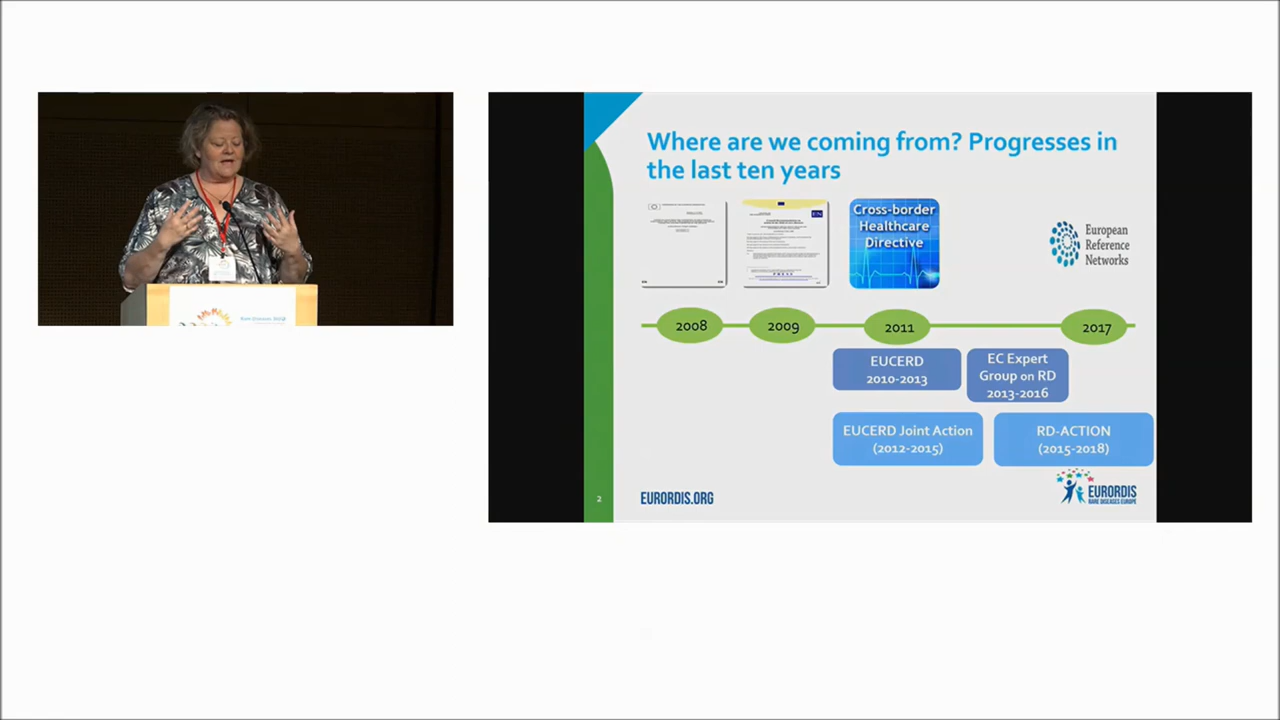 Where are we coming from? Progresses in
the last ten years
EN
Cross-border
Healthcare
Directive
European
Reference
Networks
2008
2009
2011
2017
EUCERD
2010-2013
EC Expert
Group on RD
2013-2016
EUCERD Joint Action
(2012-2015)
RD-ACTION
(2015-2018)
2
EURORDIS.ORG
EURORDIS
RARE DISEASES EUROPE